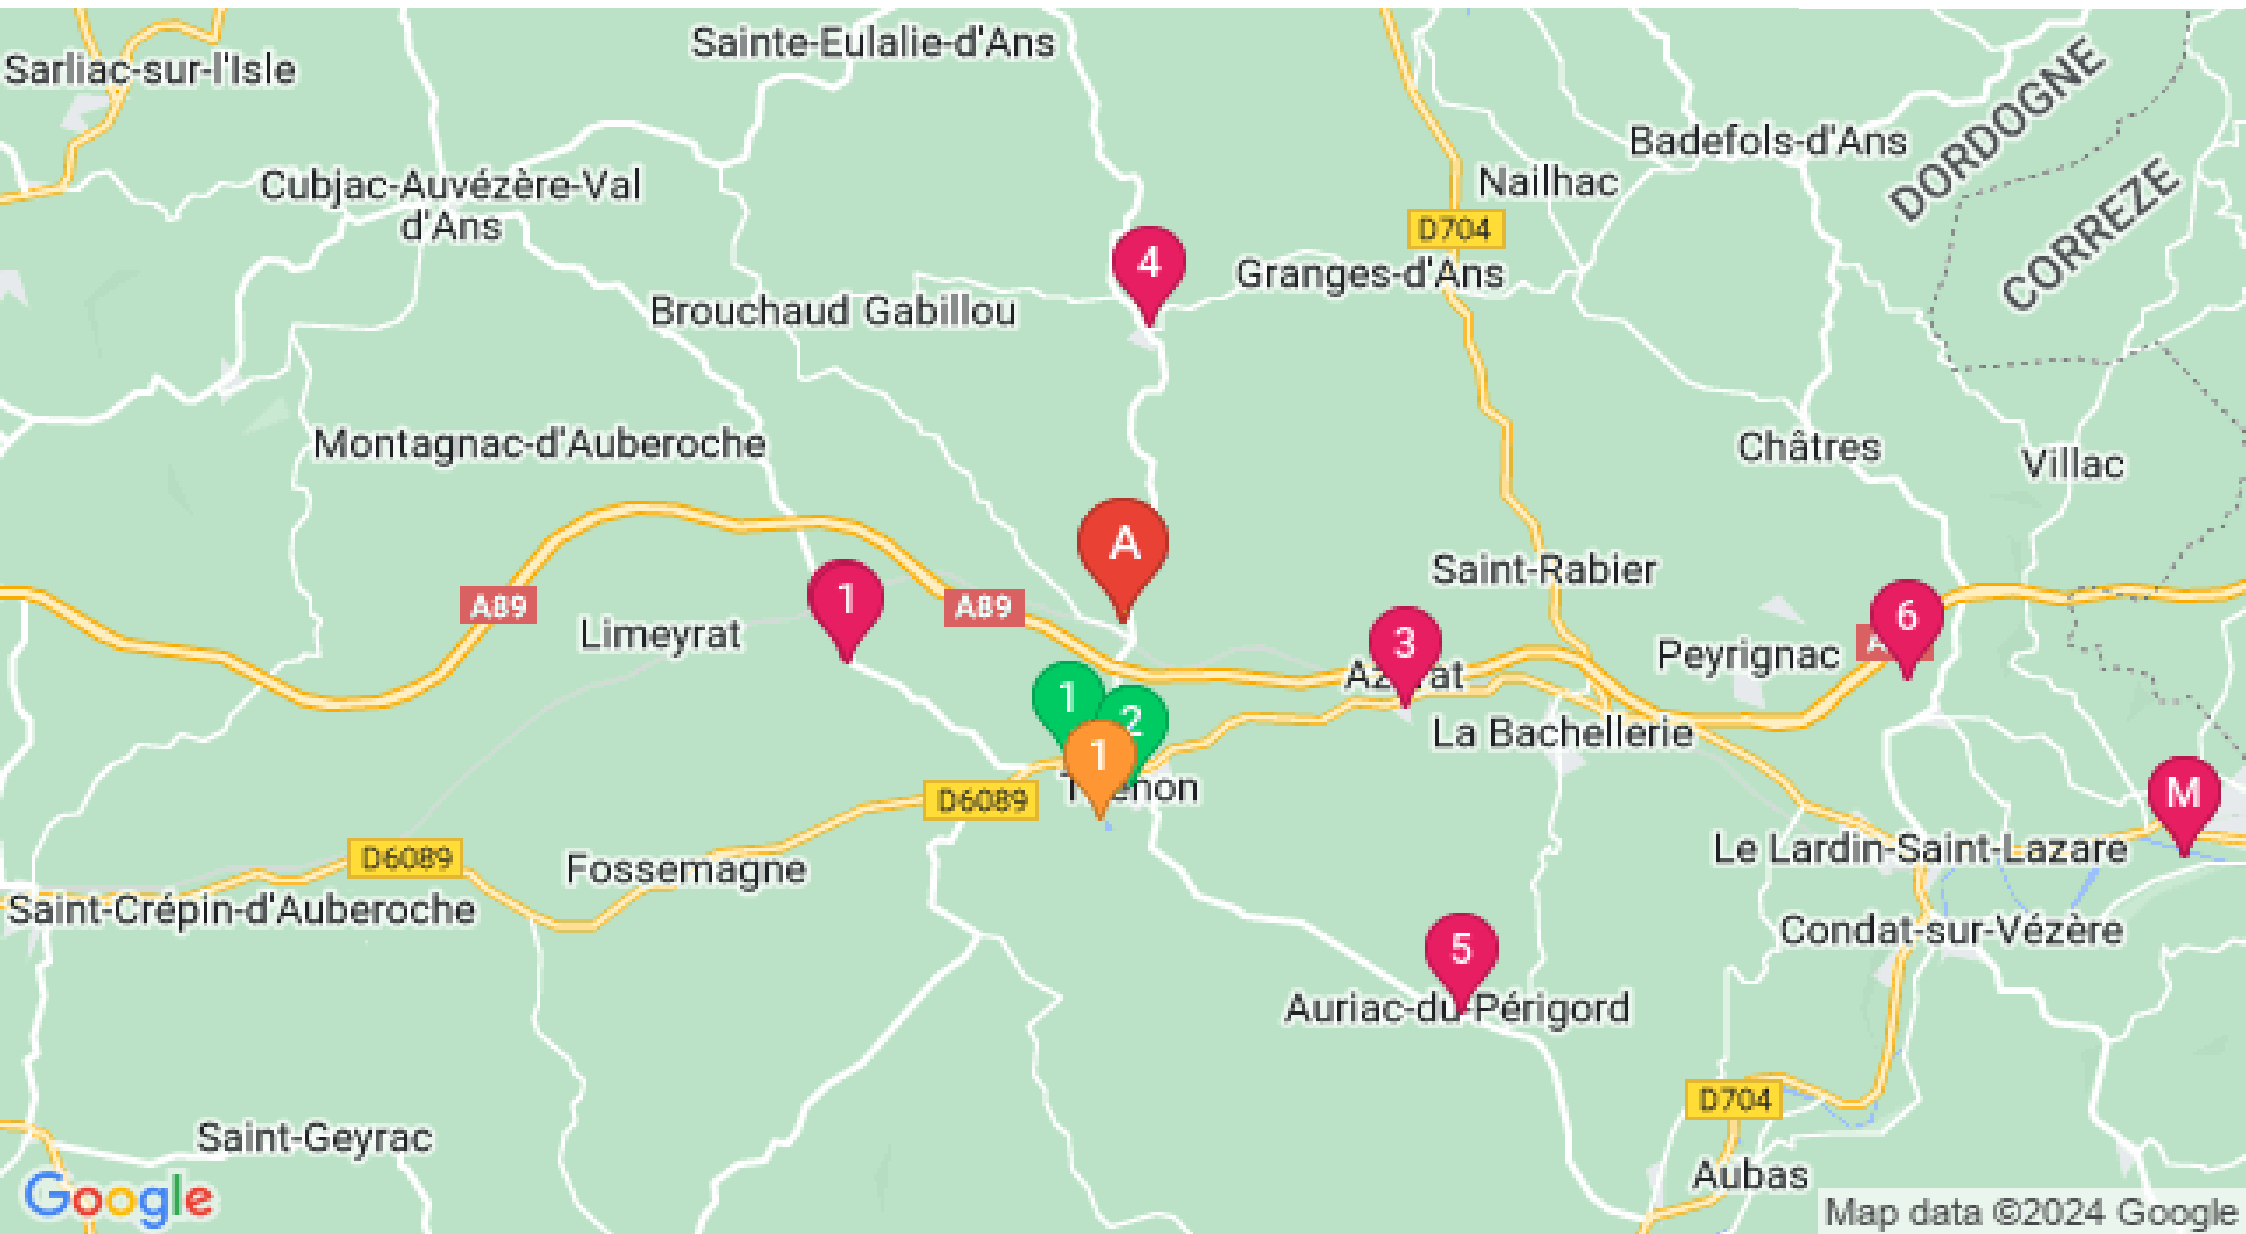 Sainte-Eulalie-d'Ans
Sarliac-sur-l'Isle
DORDOGNE
Badefols-d'Ans
Nailhac
Cubjac-Auvézère-Val
d'Ans
CORREZE
D704
4
Granges-d'Ans
Brouchaud Gabillou
Montagnac-d'Auberoche
Châtres
Villac
A
Saint-Rabier
1
A89
A89
6
Limeyrat
3
Peyrignac
1
2
La Bachellerie
1
M
D6089
D6089
Le Lardin-Saint-Lazare
Fossemagne
Saint-Crépin-d'Auberoche
Condat-sur-Vézère
5
Auriac-du-Périgord
D704
Saint-Geyrac
Aubas
Google
Map data ©2024 Google